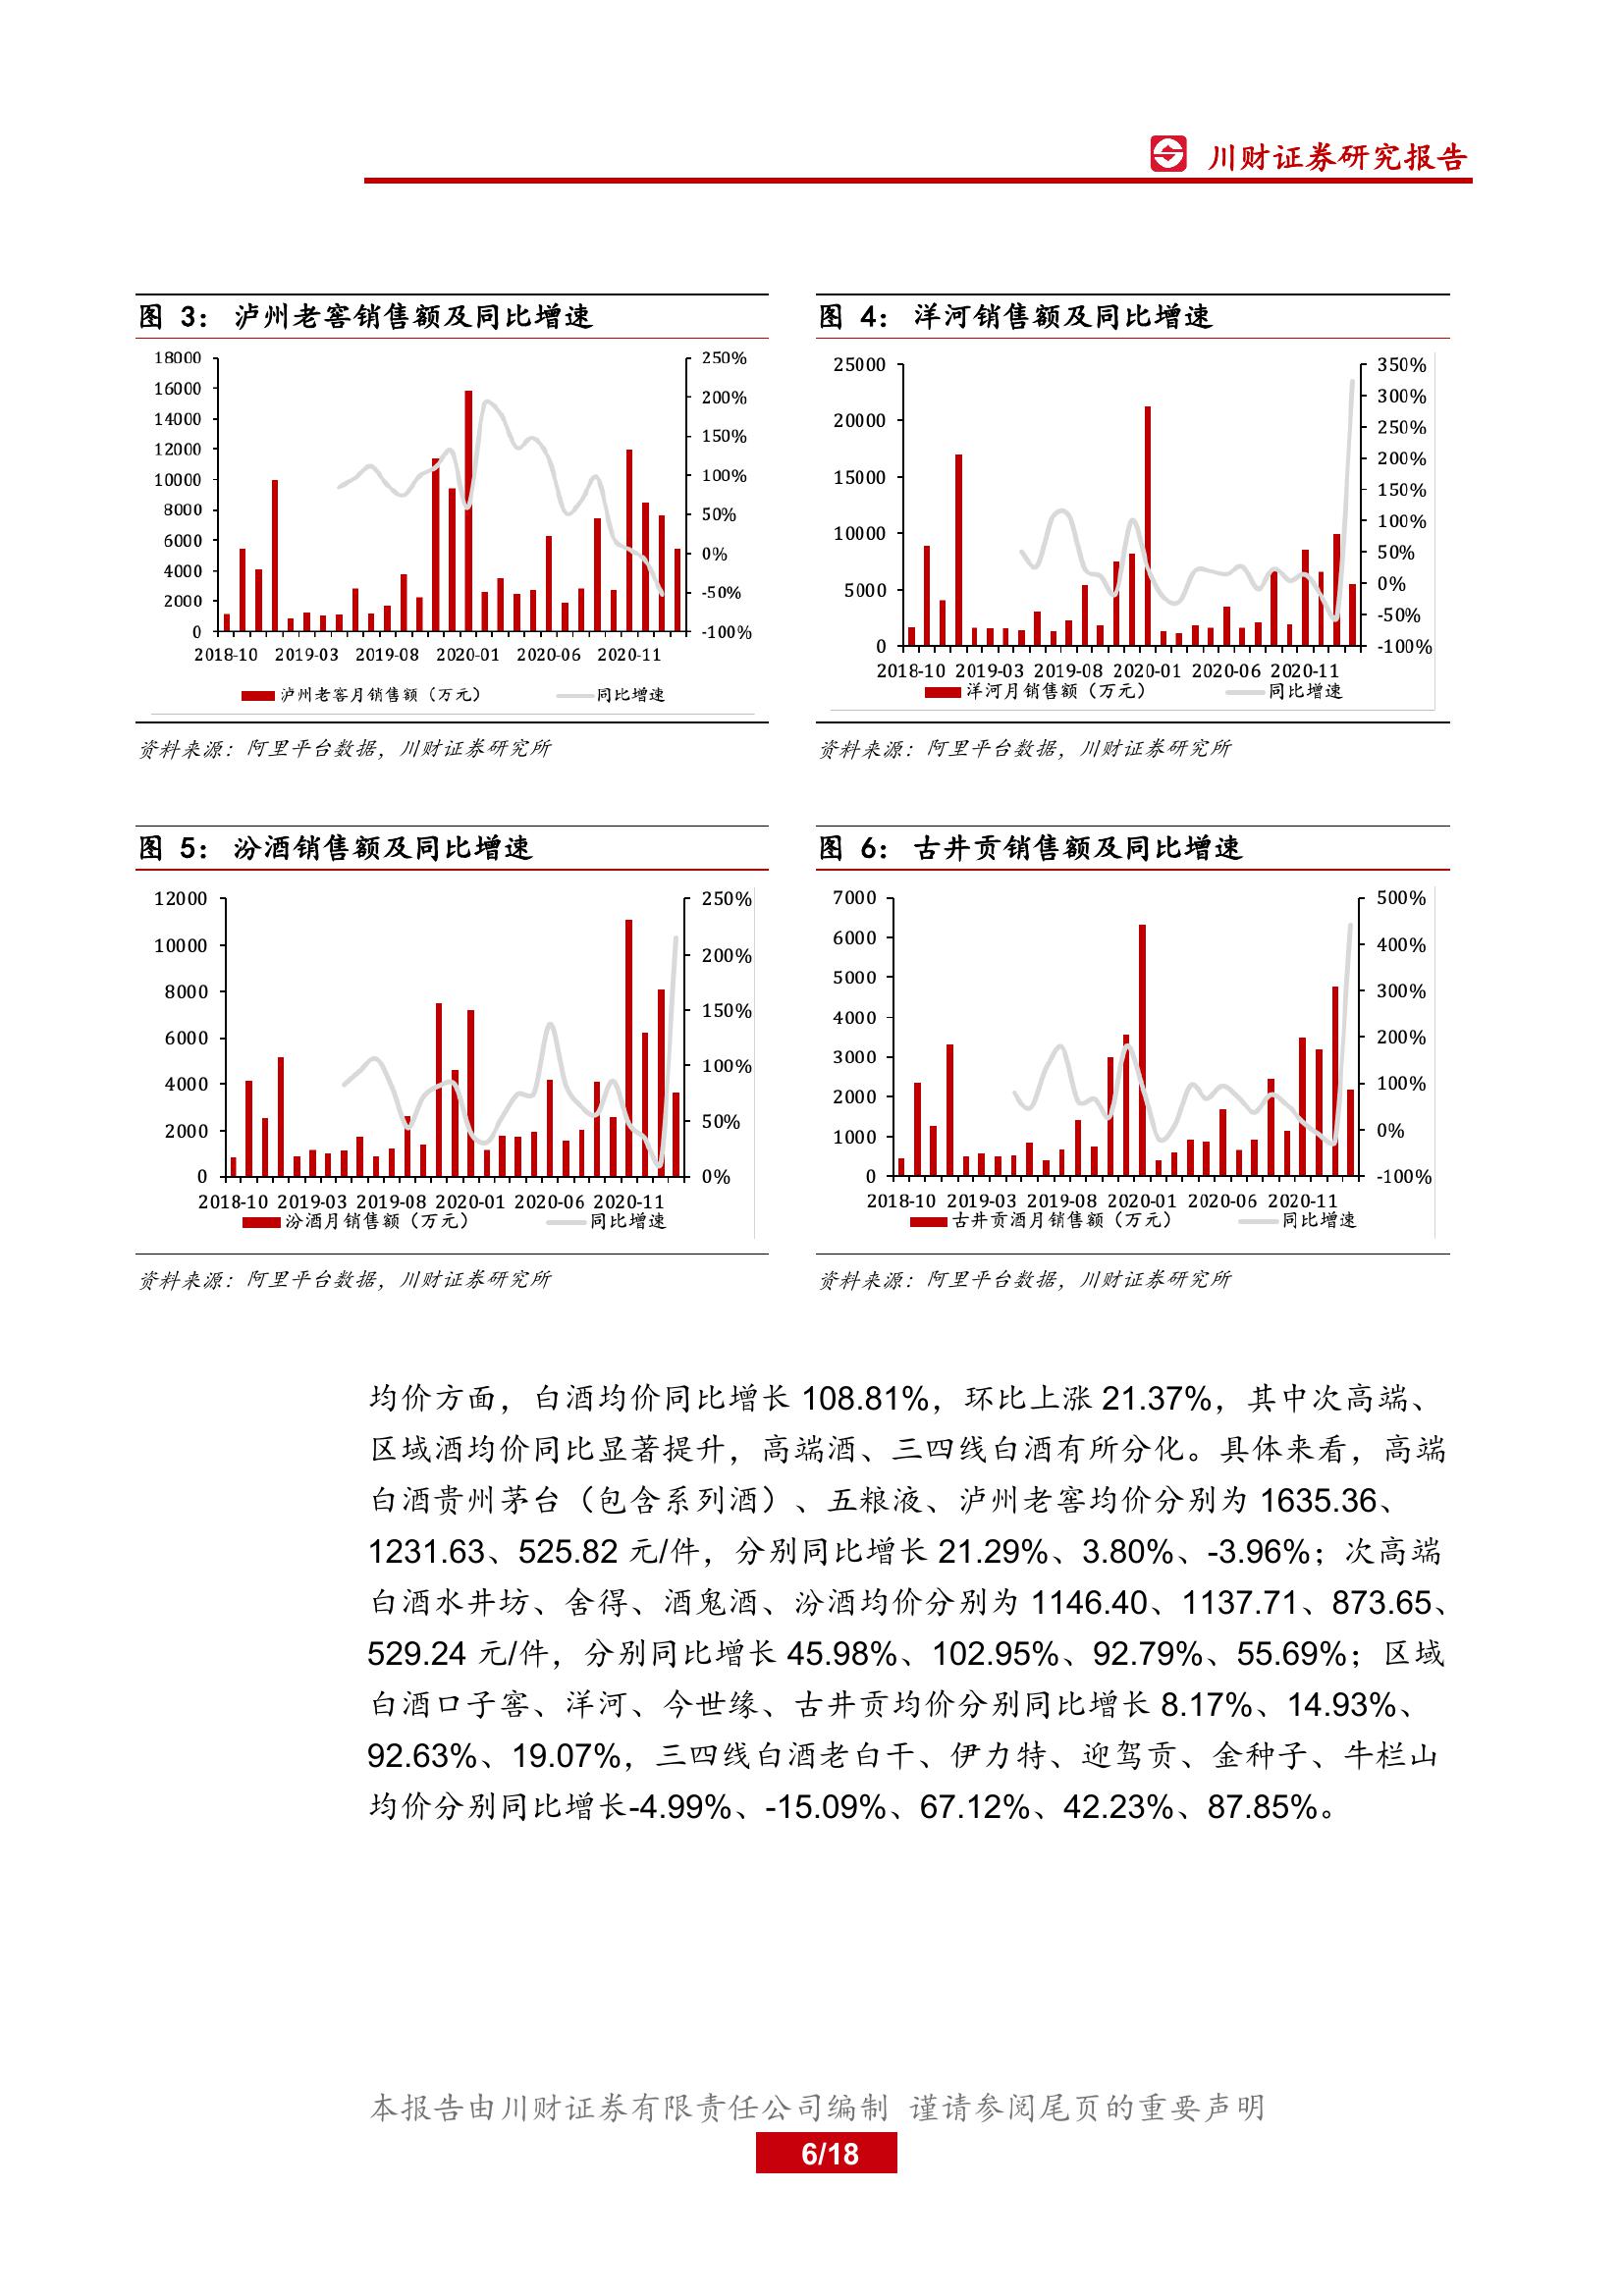 川财证券研究报告
图 3： 泸州老窖销售额及同比增速
18000
16000
14000
12000
10000
8000
6000
4000
2000
0
250%
200%
150%
100%
50%
0%
-50%
-100%
2018-10 2019-03 2019-08 2020-01 2020-06 2020-11
泸州老窖月销售额（万元） 同比增速
资料来源：阿里平台数据，川财证券研究所
图 4： 洋河销售额及同比增速
25000
20000
15000
10000
5000
0
350%
300%
250%
200%
150%
100%
50%
0%
-50%
-100%
2018-10 2019-03 2019-08 2020-01 2020-06 2020-11
洋河月销售额（万元） 同比增速
资料来源：阿里平台数据，川财证券研究所
图 5： 汾酒销售额及同比增速
12000
10000
8000
6000
4000
2000
0
250%
200%
150%
100%
50%
0%
2018-10 2019-03 2019-08 2020-01 2020-06 2020-11
汾酒月销售额（万元） 同比增速
资料来源：阿里平台数据，川财证券研究所
图 6： 古井贡销售额及同比增速
7000
6000
5000
4000
3000
2000
1000
0
500%
400%
300%
200%
100%
0%
-100%
2018-10 2019-03 2019-08 2020-01 2020-06 2020-11
古井贡酒月销售额（万元） 同比增速
资料来源：阿里平台数据，川财证券研究所
均价方面，白酒均价同比增长 108.81%，环比上涨 21.37%，其中次高端、
区域酒均价同比显著提升，高端酒、三四线白酒有所分化。具体来看，高端
白酒贵州茅台（包含系列酒）、五粮液、泸州老窖均价分别为 1635.36、
1231.63、525.82 元/件，分别同比增长 21.29%、3.80%、-3.96%；次高端
白酒水井坊、舍得、酒鬼酒、汾酒均价分别为 1146.40、1137.71、873.65、
529.24 元/件，分别同比增长 45.98%、102.95%、92.79%、55.69%；区域
白酒口子窖、洋河、今世缘、古井贡均价分别同比增长 8.17%、14.93%、
92.63%、19.07%，三四线白酒老白干、伊力特、迎驾贡、金种子、牛栏山
均价分别同比增长-4.99%、-15.09%、67.12%、42.23%、87.85%。
本报告由川财证券有限责任公司编制 谨请参阅尾页的重要声明
6/18